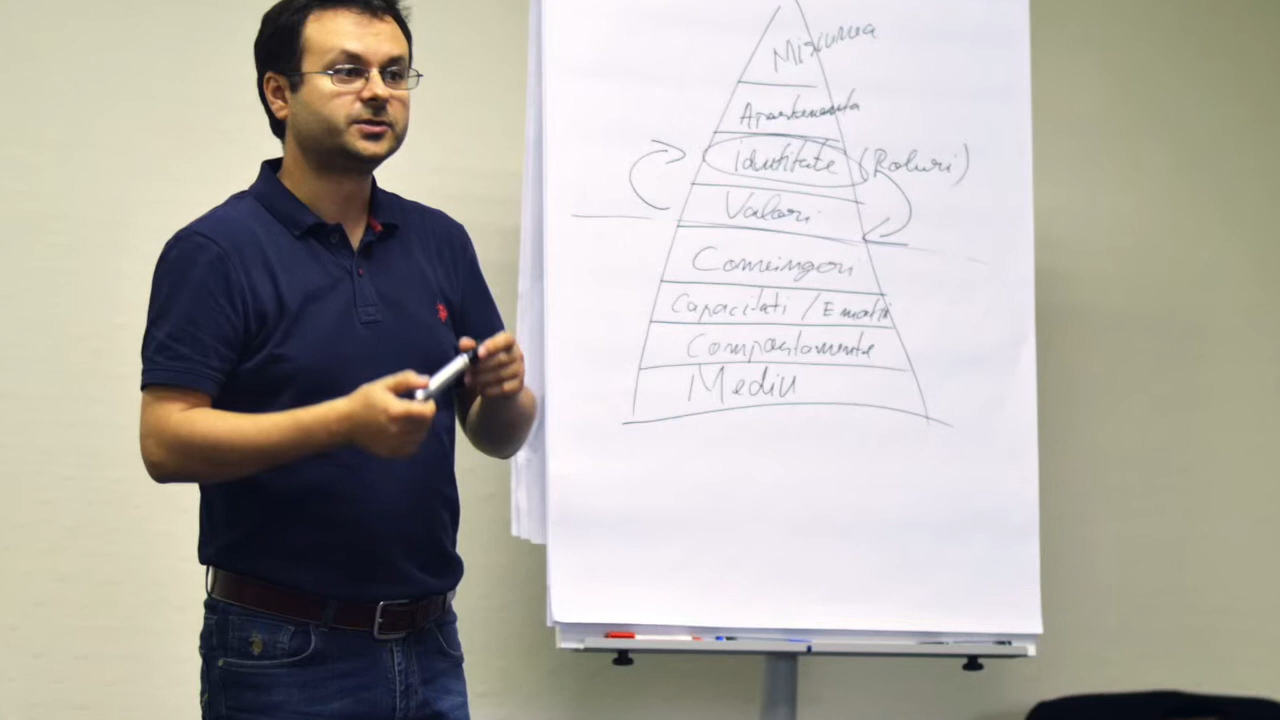 Misiunea
Apartenenta
Identitate (Roluri)
Valori
Convingeri
Capacitati / Emotii
Comportamente
Mediu